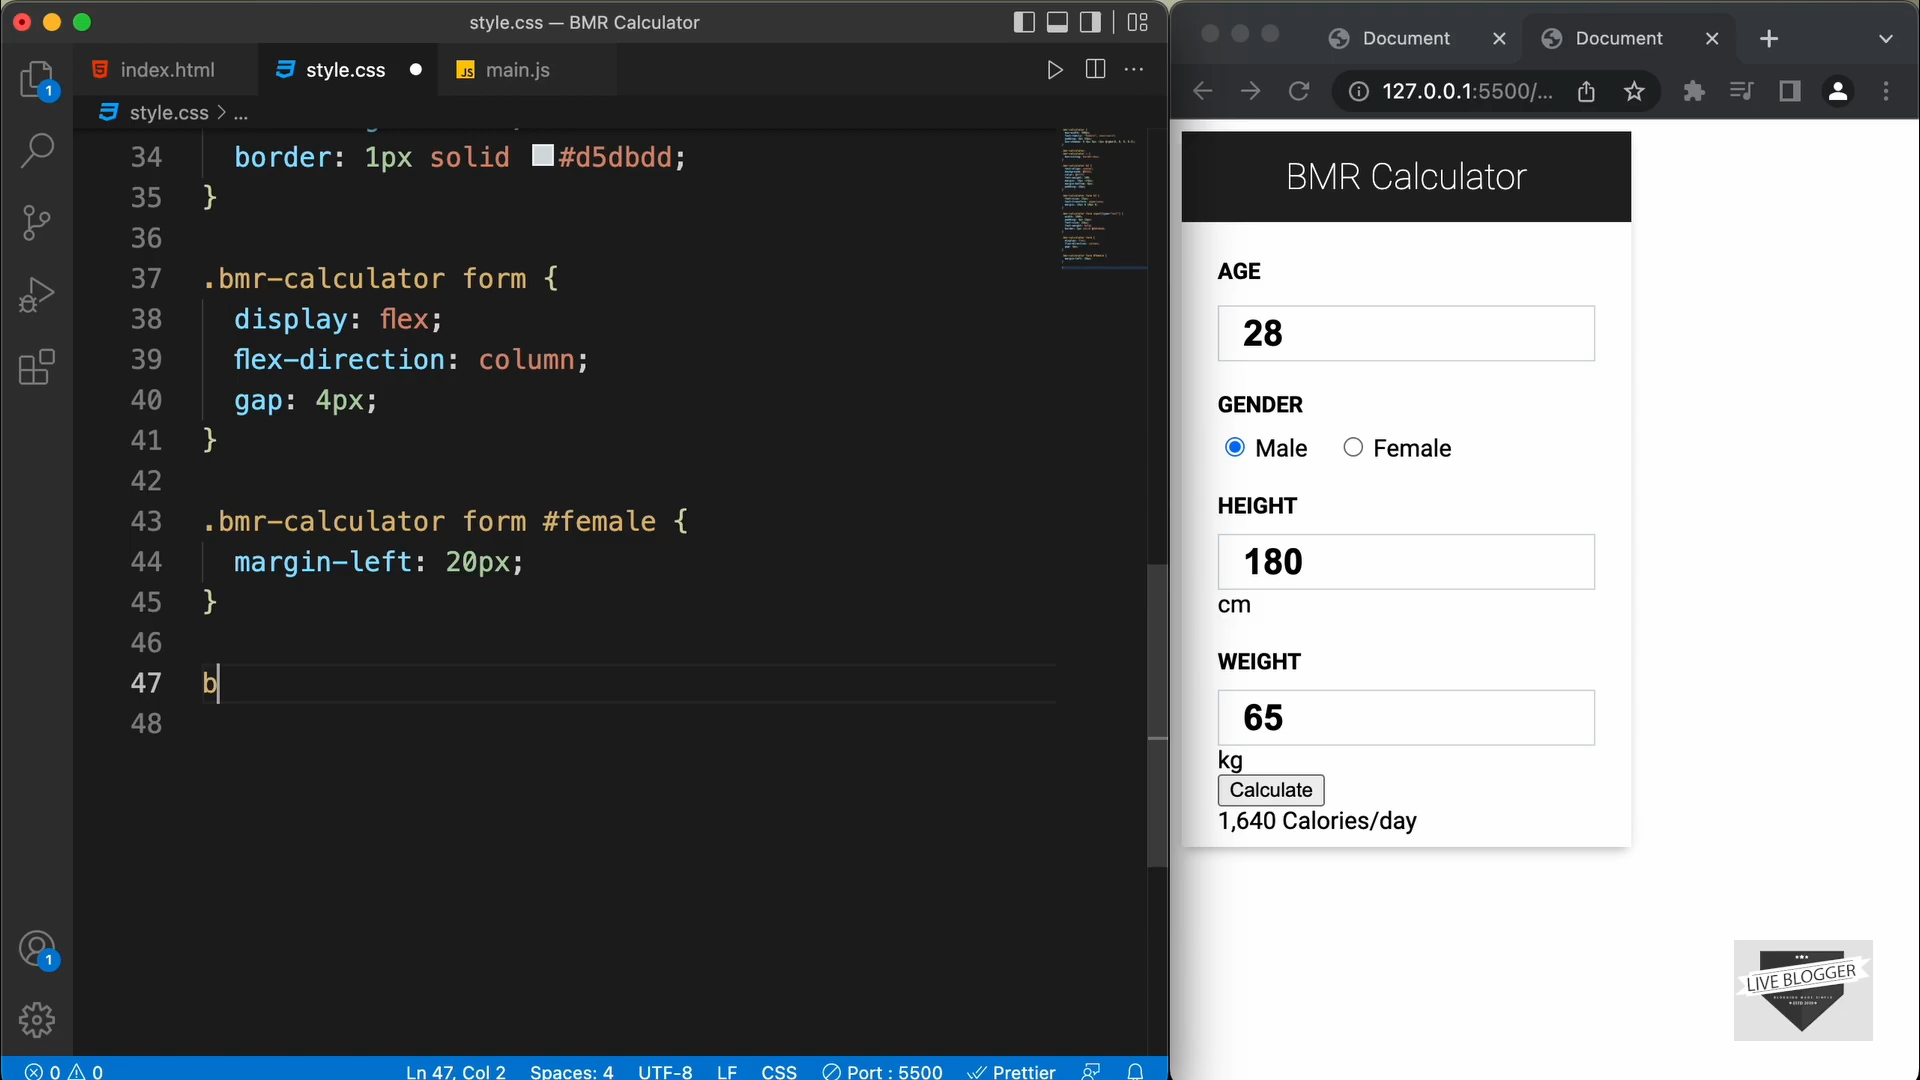 style.css — BMR Calculator
index.html
style.css
JS main.js
style.css > ...
1
34 border: 1px solid #d5dbdd;
35 }
36
37 .bmr-calculator form {
38 display: flex;
39 flex-direction: column;
40 gap: 4px;
41 }
42
43 .bmr-calculator form #female {
44 margin-left: 20px;
45 }
46
47 b
48
1
0 0
Ln 47, Col 2 Spaces: 4 UTF-8 LF CSS Port : 5500 Prettier
Document Document
127.0.0.1:5500/...
BMR Calculator
AGE
28
GENDER
Male Female
HEIGHT
180
cm
WEIGHT
65
kg
Calculate
1,640 Calories/day
LIVE BLOGGER